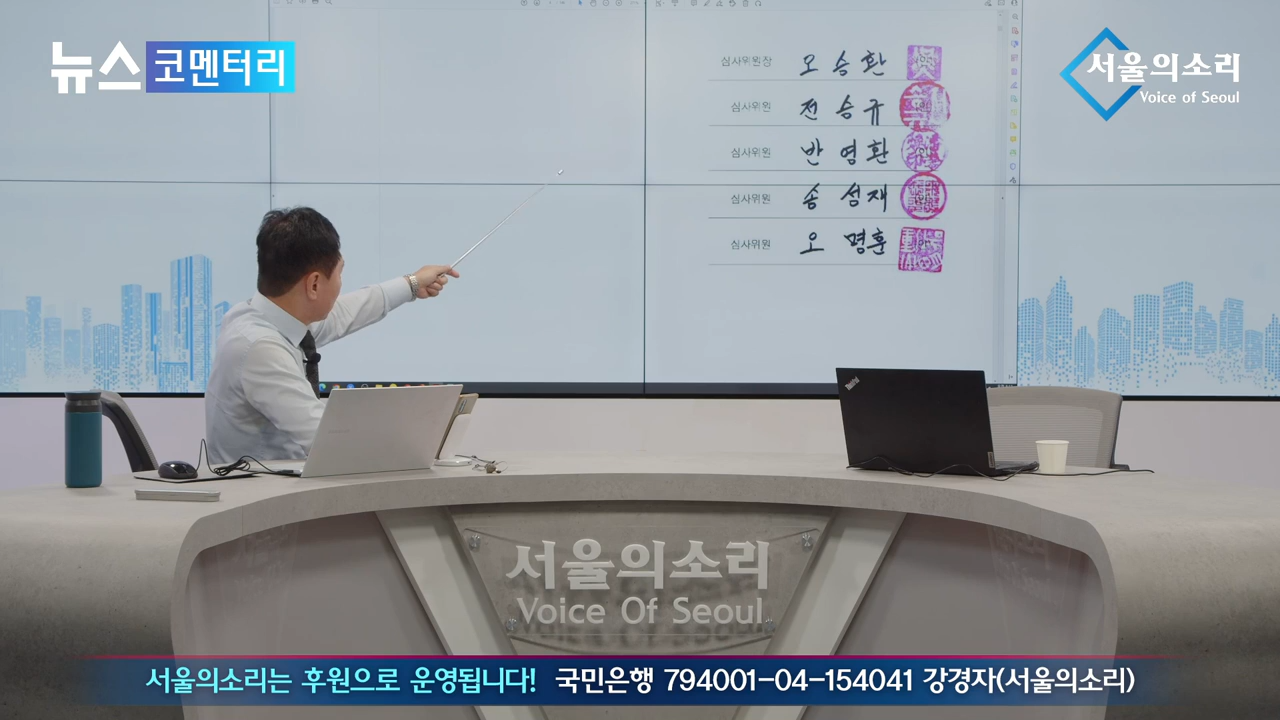 뉴스 코멘터리
서울의소리
Voice of Seoul
심사위원장 오승환
심사위원 전승규
심사위원 반영환
심사위원 송성재
심사위원 오명훈
ThinkPad
서울의소리
Voice Of Seoul
서울의소리는 후원으로 운영됩니다! 국민은행 794001-04-154041 강경자(서울의소리)